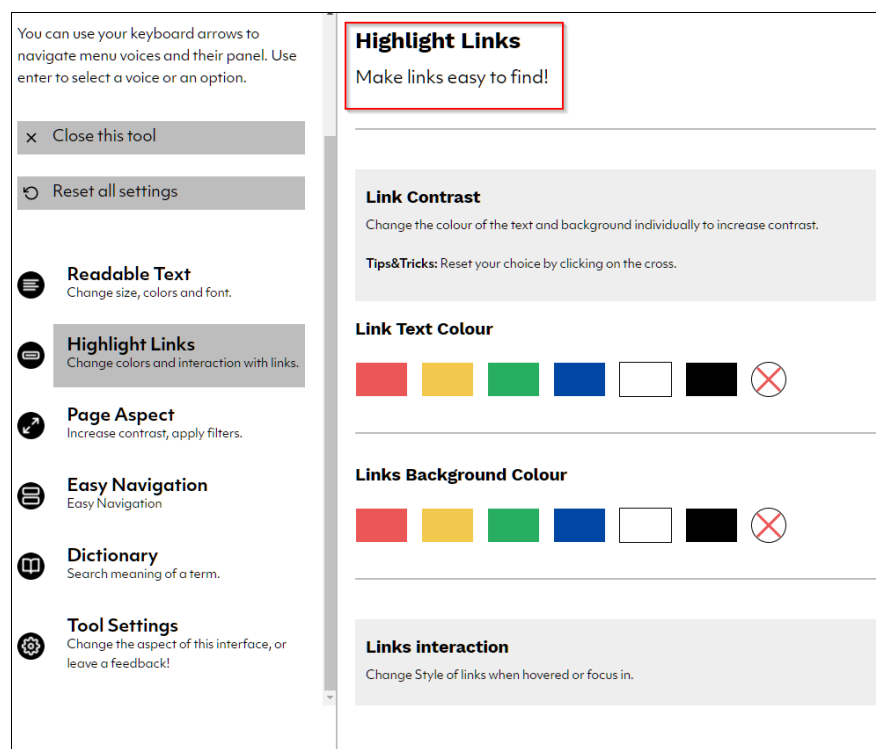 You can use your keyboard arrows to
navigate menu voices and their panel. Use
enter to select a voice or an option.
Close this tool
Reset all settings
Readable Text
Change size, colors and font.
Highlight Links
Change colors and interaction with links.
Page Aspect
Increase contrast, apply filters.
Easy Navigation
Easy Navigation
Dictionary
Search meaning of a term.
Tool Settings
Change the aspect of this interface, or
leave a feedback!
Highlight Links
Make links easy to find!
Link Contrast
Change the colour of the text and background individually to increase contrast.
Tips&Tricks: Reset your choice by clicking on the cross.
Link Text Colour
Links Background Colour
Links interaction
Change Style of links when hovered or focus in.